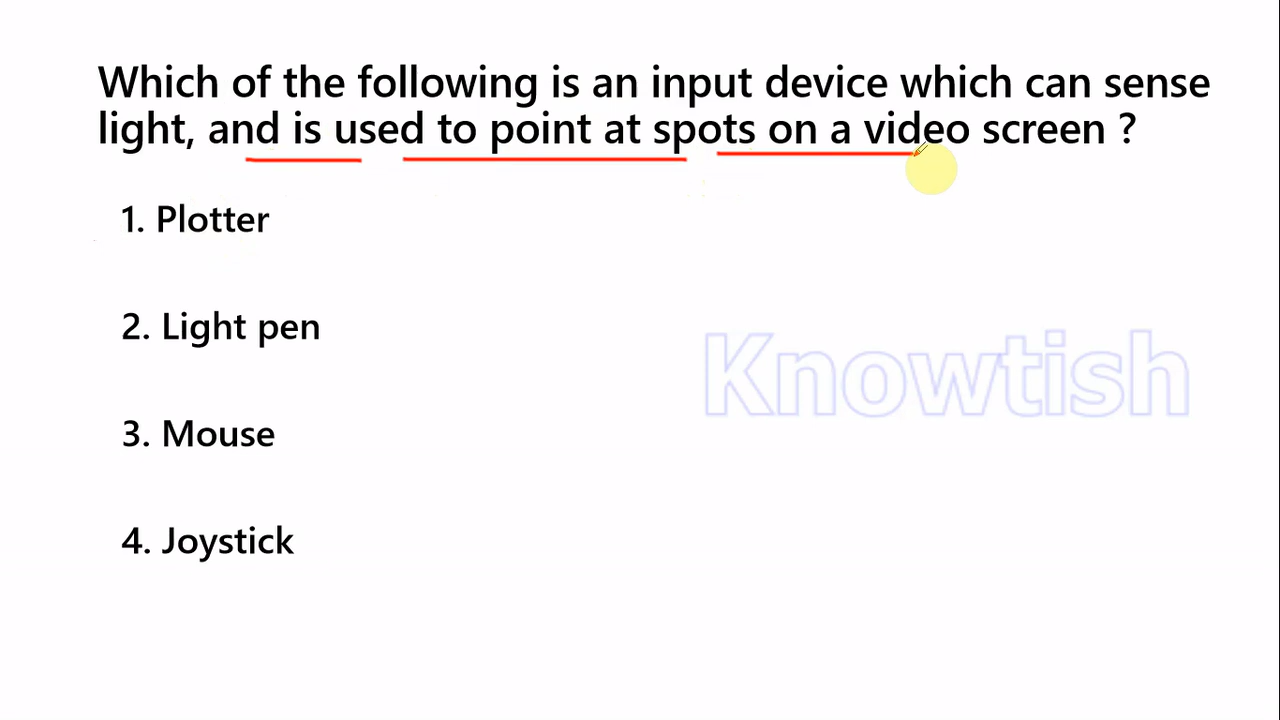 Which of the following is an input device which can sense
light, and is used to point at spots on a video screen ?
1. Plotter
2. Light pen
Knowtish
3. Mouse
4. Joystick